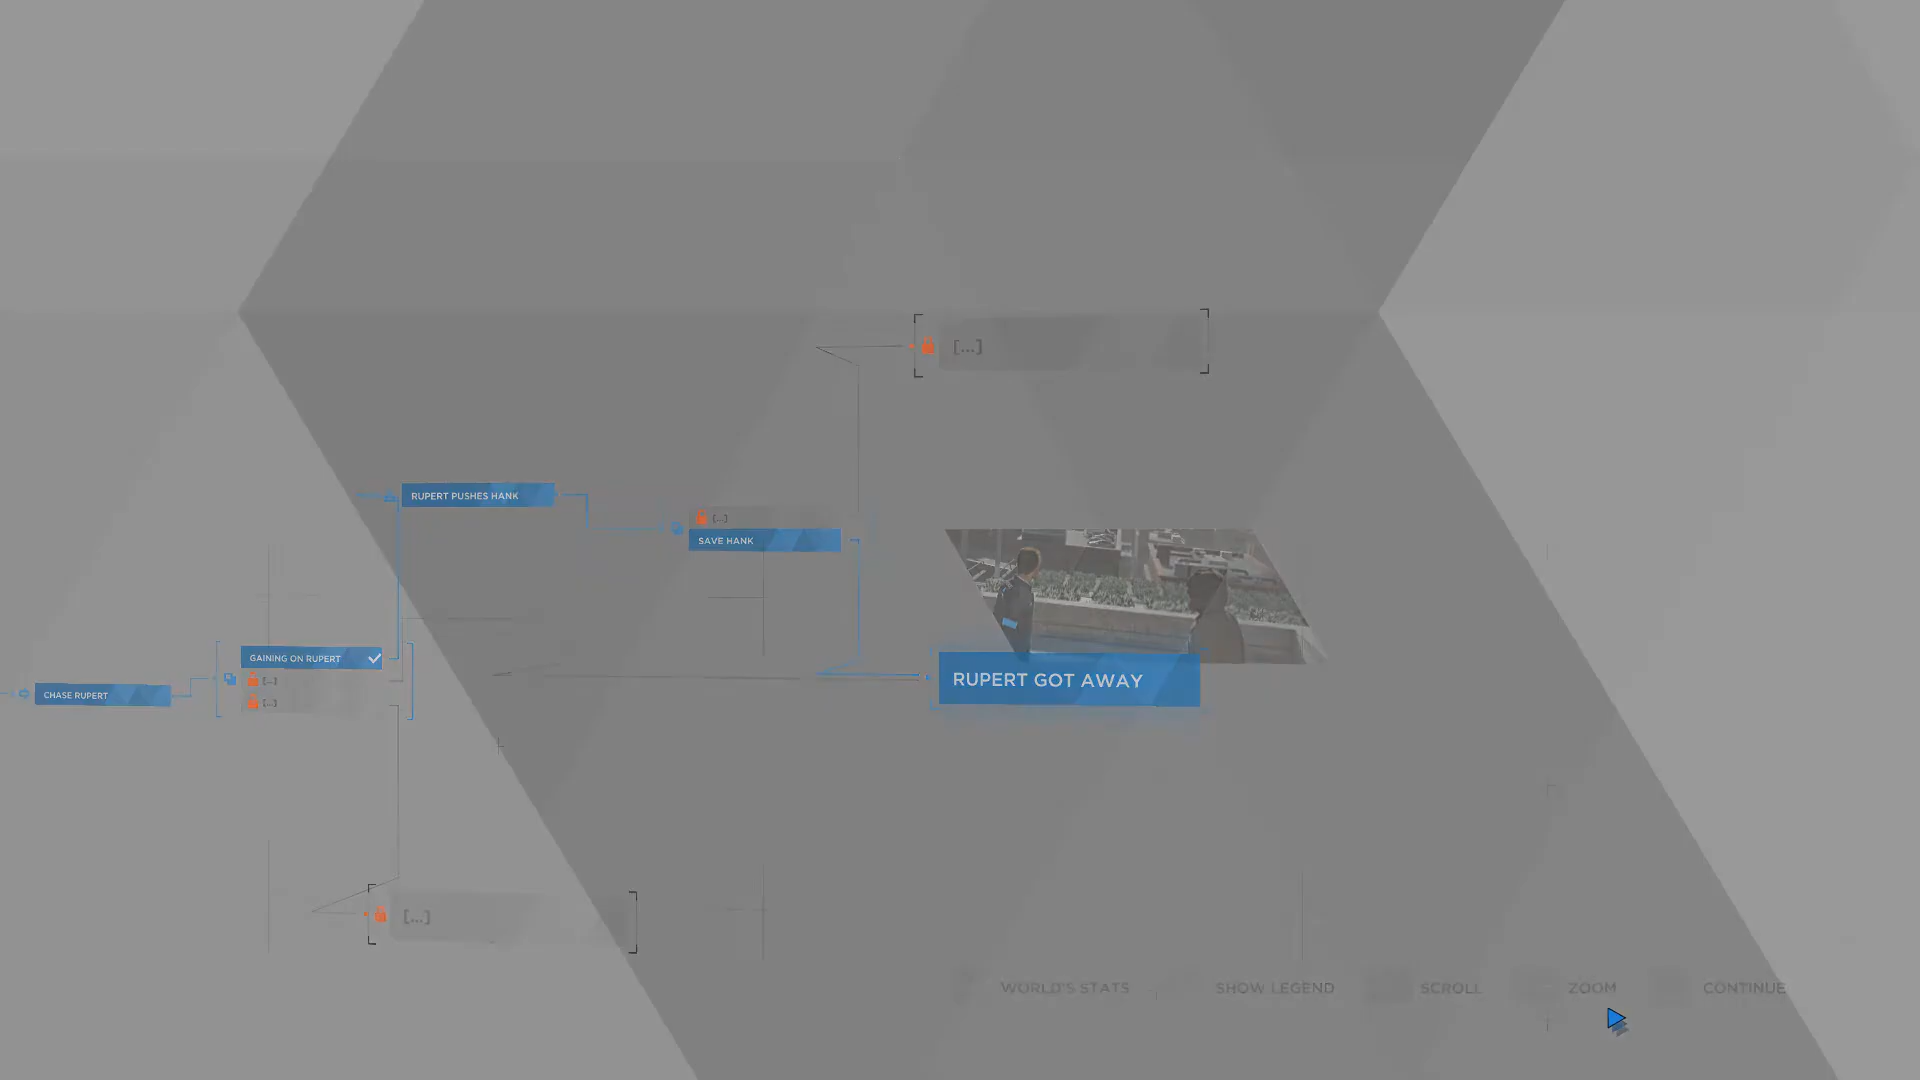 [...]
RUPERT PUSHES HANK
[...]
SAVE HANK
GAINING ON RUPERT
[...]
[...]
CHASE RUPERT
RUPERT GOT AWAY
[...]
WORLD'S STATS
SHOW LEGEND
SCROLL
ZOOM
CONTINUE